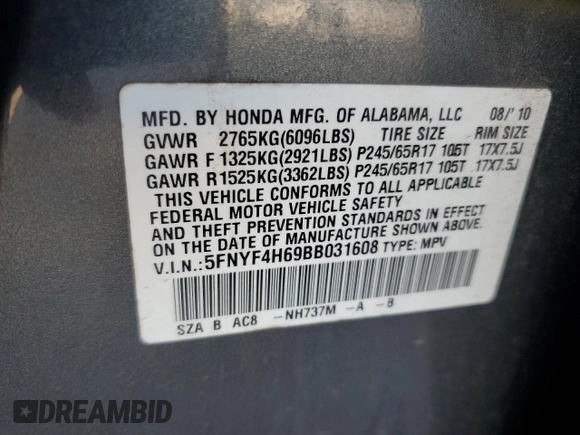 MFD. BY HONDA MFG. OF ALABAMA, LLC 08/'10
GVWR 2765KG(6096LBS) TIRE SIZE RIM SIZE
GAWR F 1325KG(2921LBS) P245/65R17 105T 17X7.5J
GAWR R 1525KG(3362LBS) P245/65R17 105T 17X7.5J
THIS VEHICLE CONFORMS TO ALL APPLICABLE
FEDERAL MOTOR VEHICLE SAFETY
AND THEFT PREVENTION STANDARDS IN EFFECT
ON THE DATE OF MANUFACTURE SHOWN ABOVE.
V.I.N.:5FNYF4H69BB031608 TYPE: MPV
SZA B AC8 -NH737M -A -B
DREAMBID